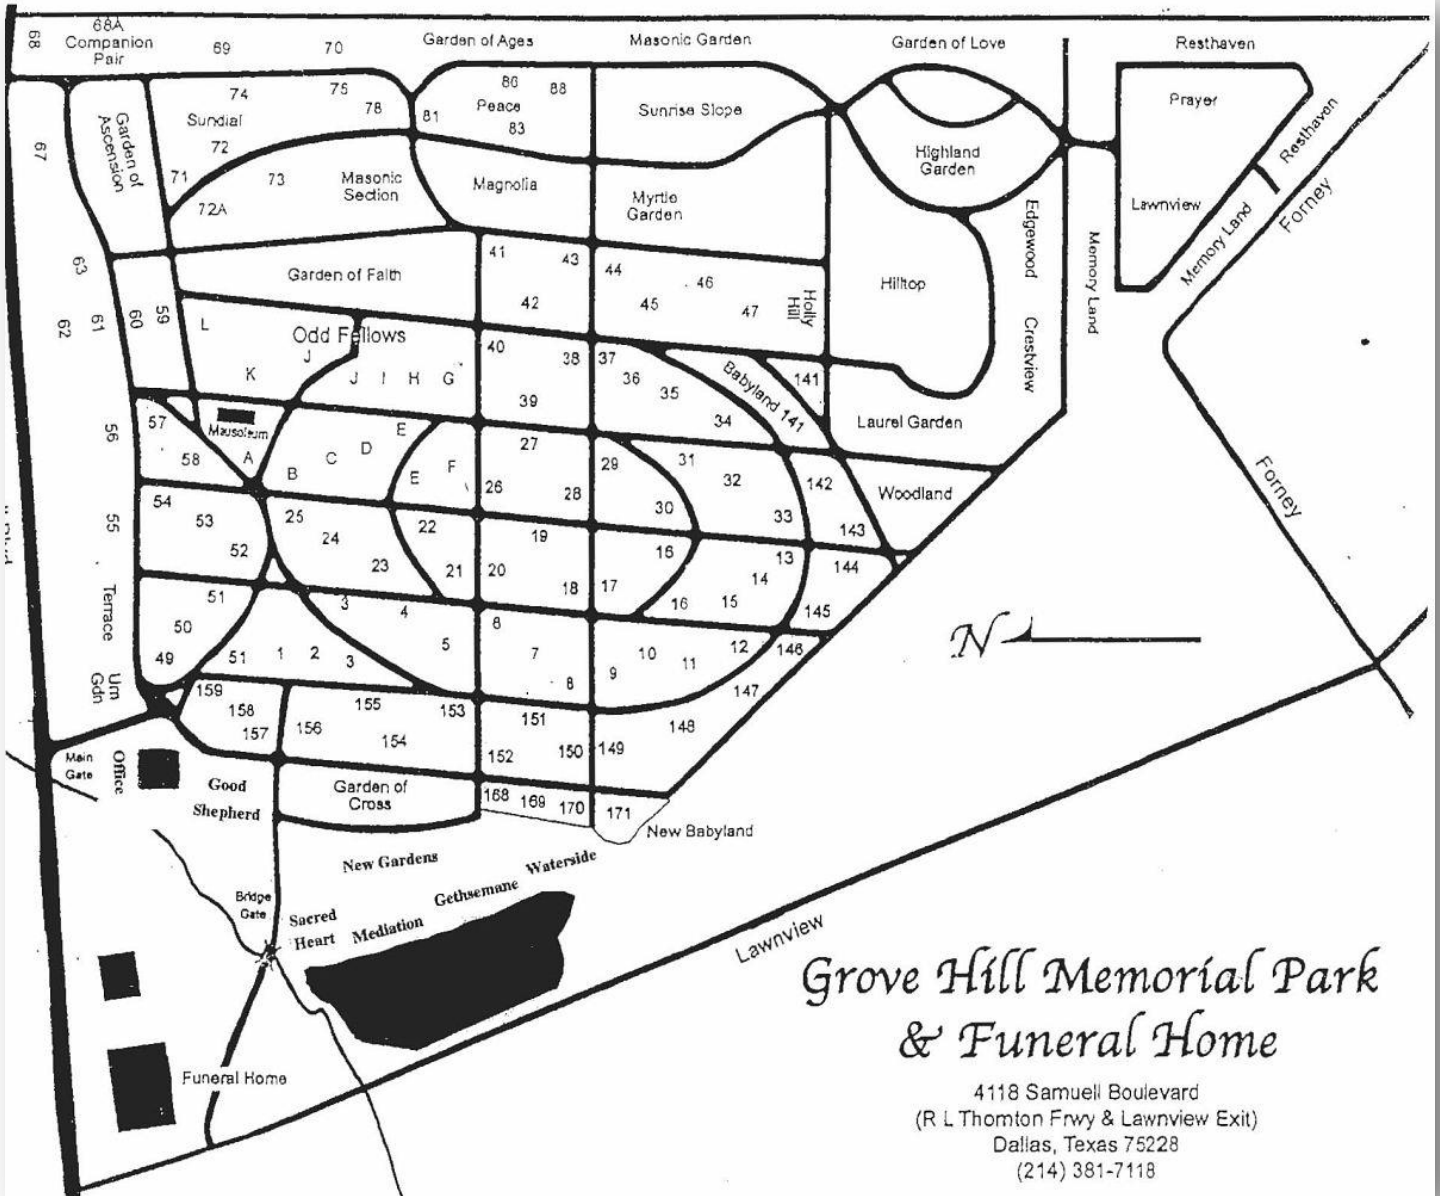 68
68A
Companion
Pair
69
70
Garden of Ages
Masonic Garden
Garden of Love
Resthaven
67
Garden of
Ascension
74
75
78
Sundial
72
71
73
72A
Masonic
Section
81
86
88
Peace
83
Magnolia
Sunrise Slope
Myrtle
Garden
Highland
Garden
Prayer
Lawnview
Resthaven
Memory Land
Forney
Edgewood
Crestview
Memory Land
Hilltop
63
61
62
60
59
Garden of Faith
41
43
42
44
46
45
47
Holly
Hill
L
Odd Fellows
J
K
J I H G
40
38
39
37
36
35
34
Babyland 141
141
Laurel Garden
56
57
58
Mausoleum
A
B
C
D
E
E
F
27
26
28
29
31
32
30
33
142
143
Woodland
55
54
53
52
25
24
23
22
21
19
20
18
17
16
16
15
14
13
144
145
Forney
Terrace
51
50
49
51
1
2
3
3
4
5
6
7
8
9
10
11
12
146
147
N
Urn
Gdn
159
158
157
156
155
154
153
151
152
150
149
148
Main
Gate
Office
Good
Shepherd
Garden of
Cross
168
169
170
171
New Babyland
New Gardens
Bridge
Gate
Sacred
Heart
Mediation
Gethsemane
Waterside
Lawnview
Funeral Home
Grove Hill Memorial Park
& Funeral Home
4118 Samuell Boulevard
(R L Thornton Frwy & Lawnview Exit)
Dallas, Texas 75228
(214) 381-7118